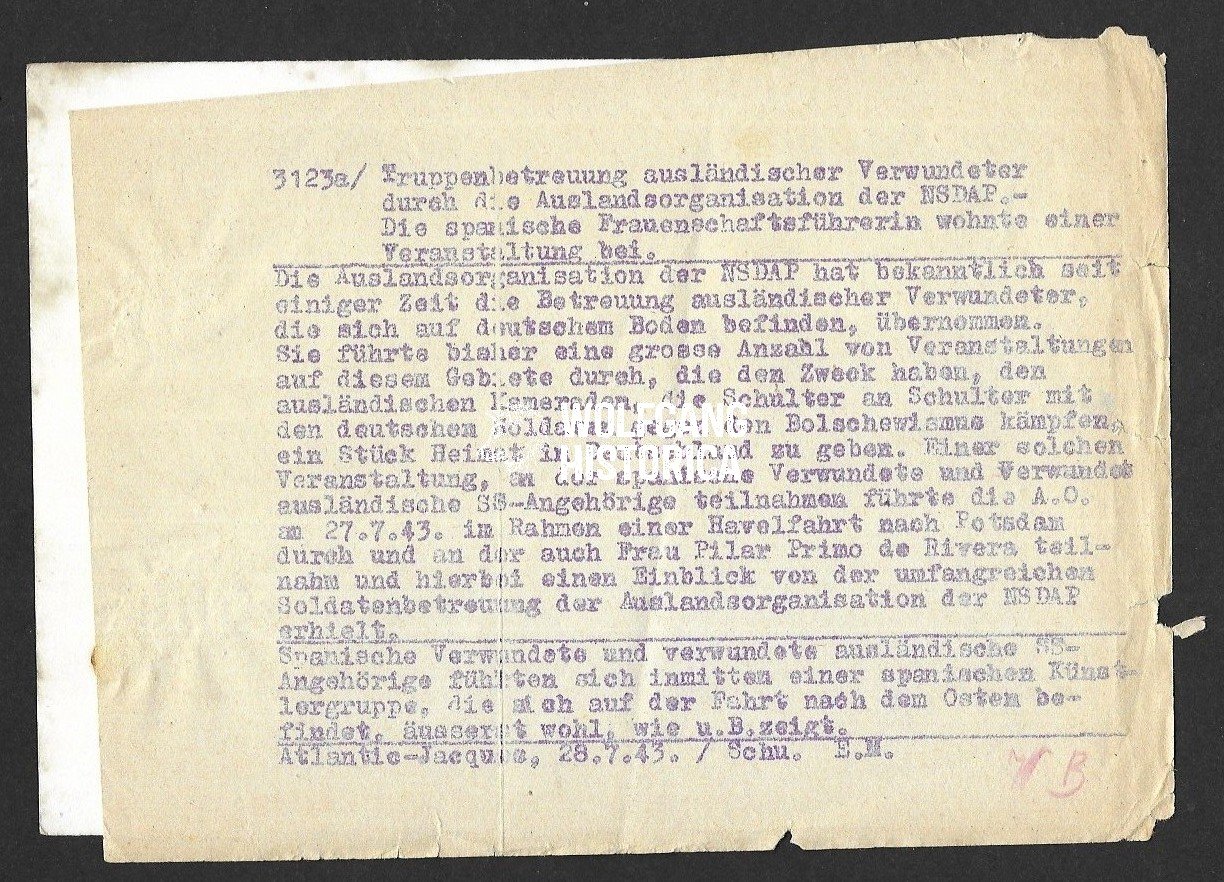 3123a/ Truppenbetreuung ausländischer Verwundeter
durch die Auslandsorganisation der NSDAP.-
Die spanische Frauenschaftsführerin wohnte einer
Veranstaltung bei.
Die Auslandsorganisation der NSDAP hat bekanntlich seit
einiger Zeit die Betreuung ausländischer Verwundeter,
die sich auf deutschem Boden befinden, übernommen.
Sie führte bisher eine grosse Anzahl von Veranstaltungen
auf diesem Gebiete durch, die den Zweck haben, den
ausländischen Kameraden, die Schulter an Schulter mit
den deutschem Bolschewismus kämpfen,
ein Stück Heimat in zu geben. Einer solchen
Veranstaltung, an der spanische Verwundete und Verwundet
ausländische SS-Angehörige teilnahmen führte die A.O.
am 27.7.43. im Rahmen einer Havelfahrt nach Potsdam
durch und an der auch Frau Pilar Primo de Rivera teil-
nahm und hierbei einen Einblick von der umfangreichen
Soldatenbetreuung der Auslandsorganisation der NSDAP
erhielt.
Spanische Verwundete und verwundete ausländische SS-
Angehörige fühlten sich inmitten einer spanischen Künst-
lergruppe, die sich auf der Fahrt nach dem Osten be-
findet, äusserst wohl, wie u.B.zeigt.
Atlantic-Jacques, 28.7.43. / Schu. E.M.
B
WOLFGANG
HISTORICA